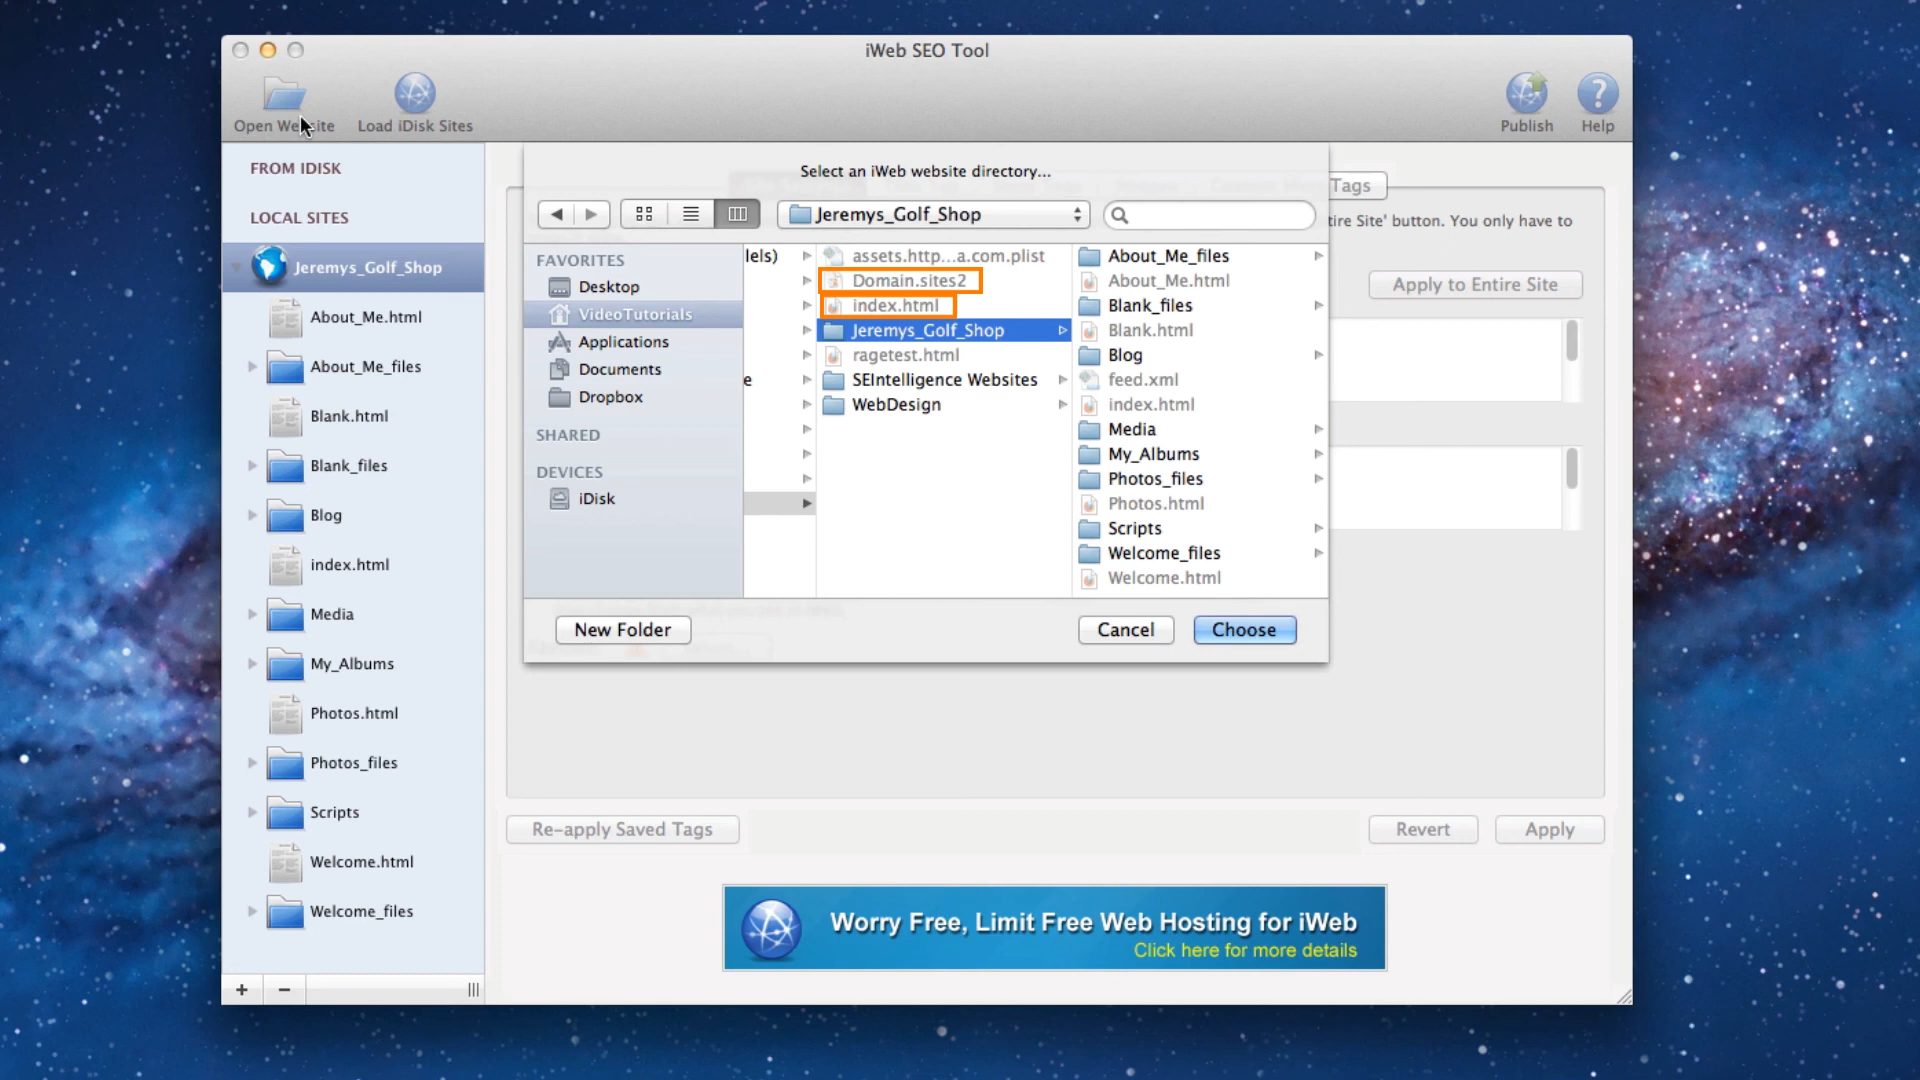 iWeb SEO Tool
Open Website
Load iDisk Sites
Publish
Help
FROM IDISK
LOCAL SITES
Jeremys_Golf_Shop
About_Me.html
About_Me_files
Blank.html
Blank_files
Blog
index.html
Media
My_Albums
Photos.html
Photos_files
Scripts
Welcome.html
Welcome_files
Select an iWeb website directory...
Jeremys_Golf_Shop
FAVORITES
Desktop
VideoTutorials
Applications
Documents
Dropbox
SHARED
DEVICES
iDisk
lels)
e
assets.http...a.com.plist
Domain.sites2
index.html
Jeremys_Golf_Shop
ragetest.html
SEIntelligence Websites
WebDesign
About_Me_files
About_Me.html
Blank_files
Blank.html
Blog
feed.xml
index.html
Media
My_Albums
Photos_files
Photos.html
Scripts
Welcome_files
Welcome.html
New Folder
Cancel
Choose
Tags
tire Site' button. You only have to
Apply to Entire Site
Re-apply Saved Tags
Revert
Apply
Worry Free, Limit Free Web Hosting for iWeb
Click here for more details